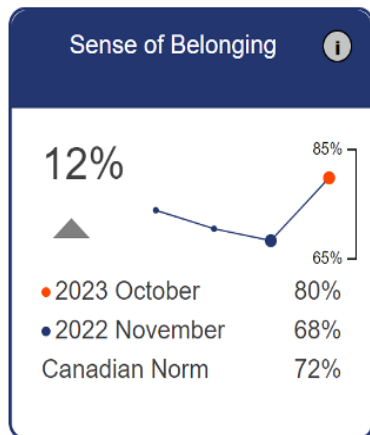 Sense of Belonging i
12%
85%
65%
2023 October 80%
2022 November 68%
Canadian Norm 72%